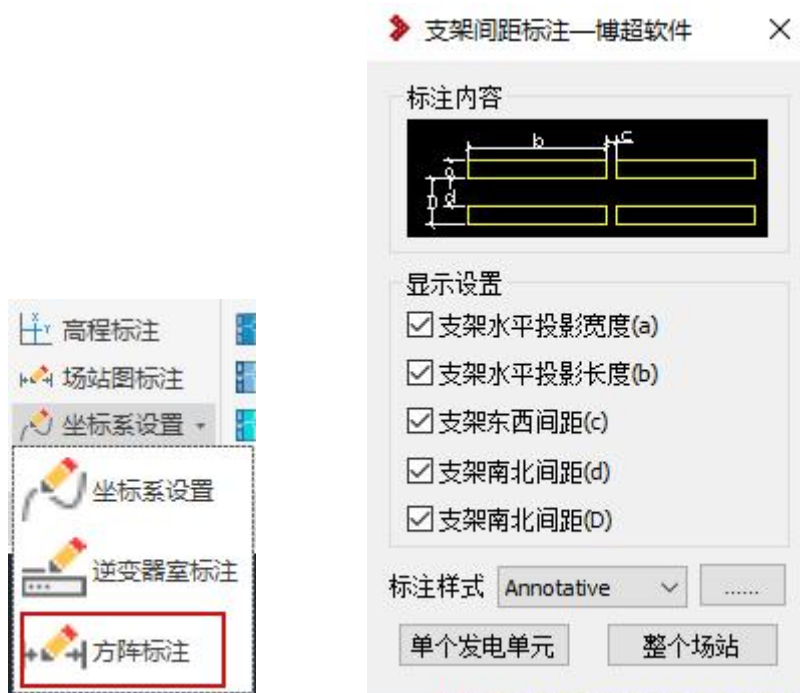 高程标注
场站图标注
坐标系设置
坐标系设置
逆变器室标注
方阵标注
支架间距标注—博超软件
标注内容
b
c
a
d
D
显示设置
支架水平投影宽度(a)
支架水平投影长度(b)
支架东西间距(c)
支架南北间距(d)
支架南北间距(D)
标注样式 Annotative ......
单个发电单元 整个场站